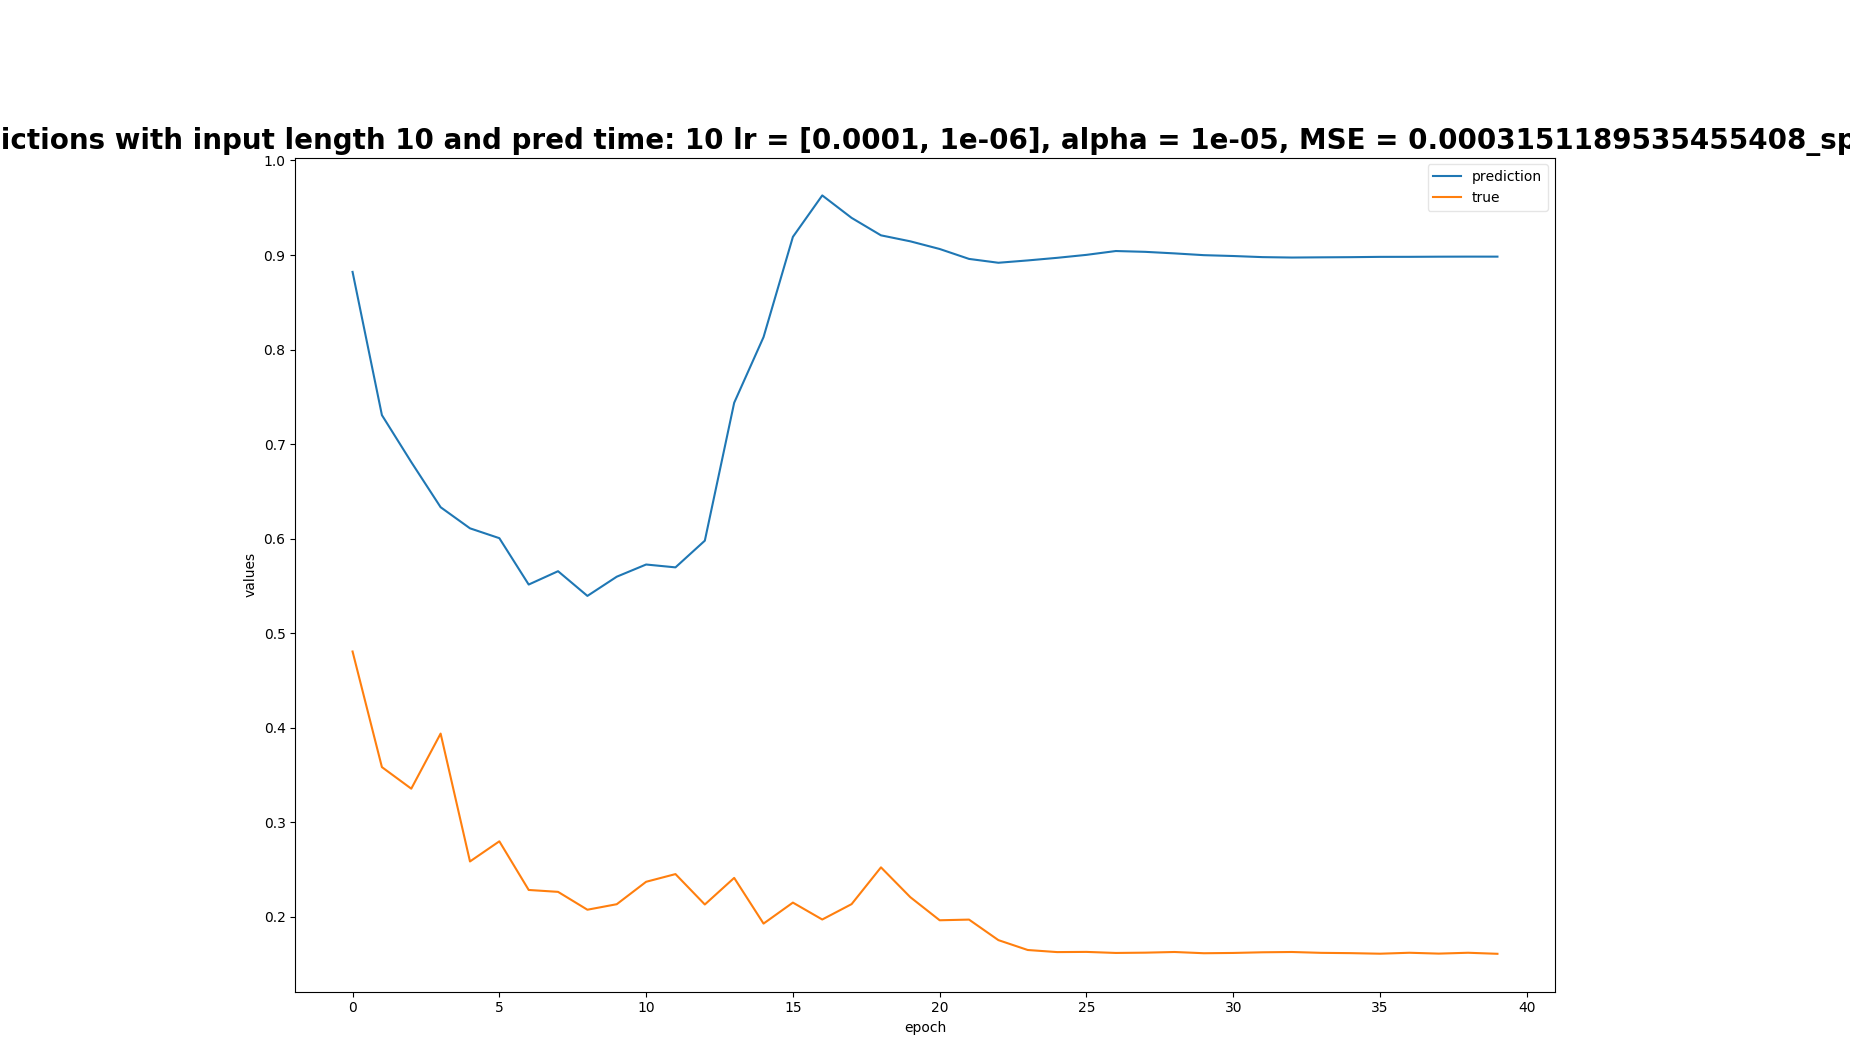 ictions with input length 10 and pred time: 10 lr = [0.0001, 1e-06], alpha = 1e-05, MSE = 0.0003151189535455408_sp
prediction
true
1.0
0.9
0.8
0.7
0.6
0.5
0.4
0.3
0.2
values
0 5 10 15 20 25 30 35 40
epoch